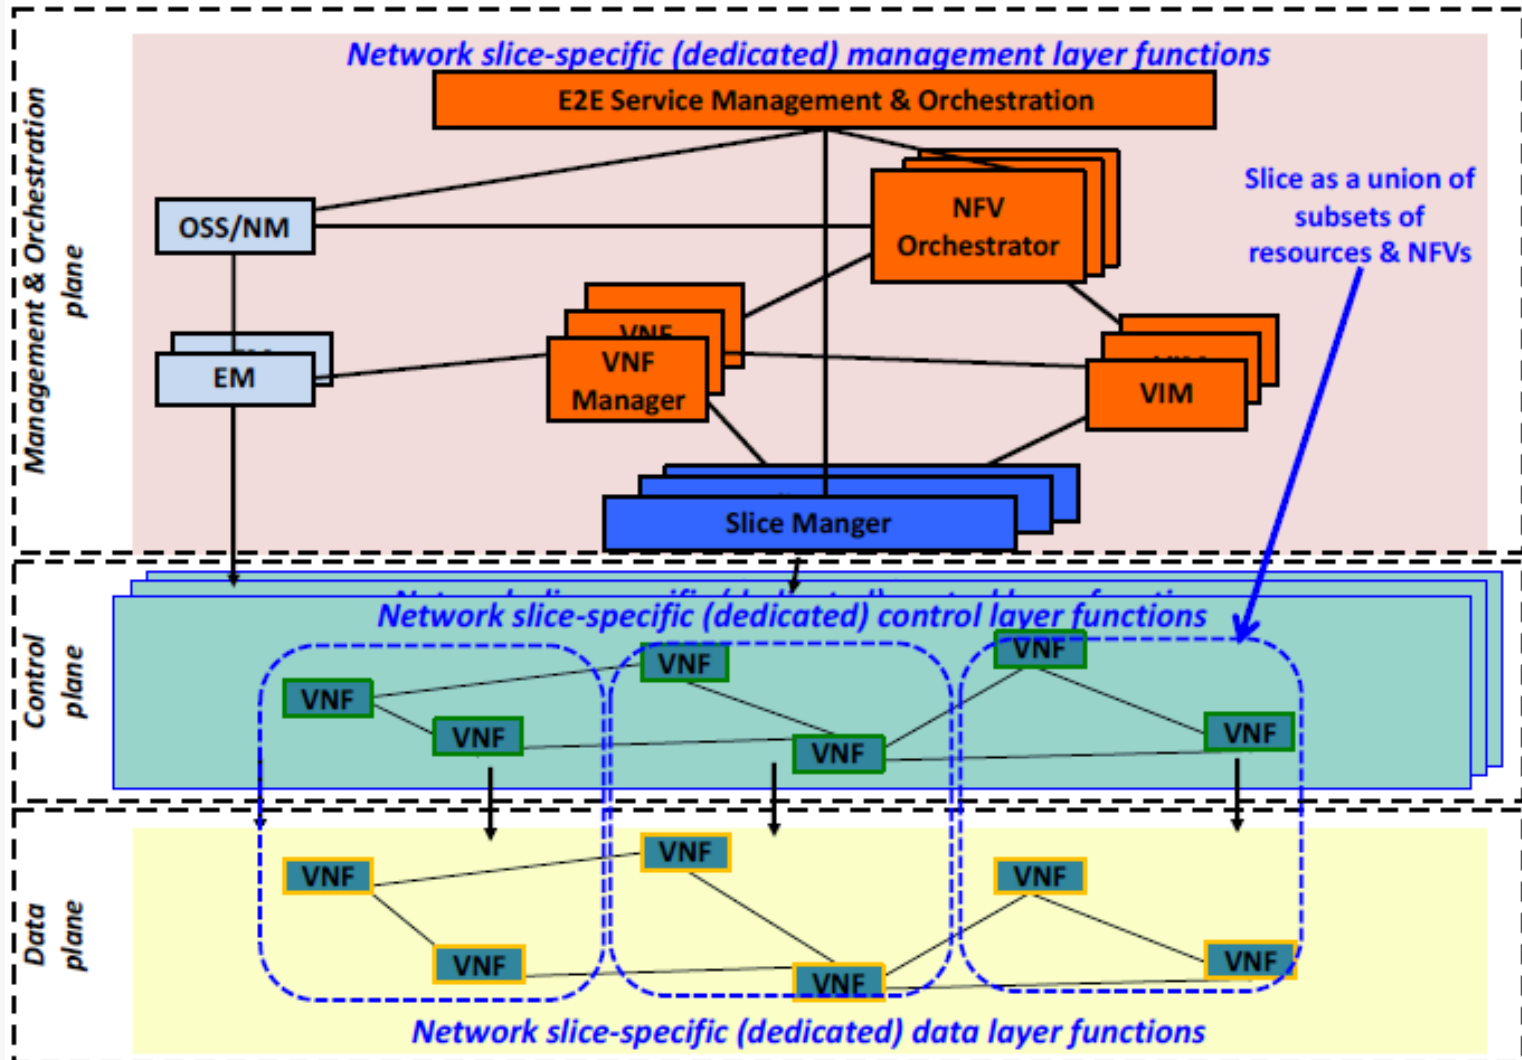 Network slice-specific (dedicated) management layer functions
E2E Service Management & Orchestration
Management & Orchestration
plane
Slice as a union of
subsets of
resources & NFVs
NFV
Orchestrator
OSS/NM
VNF
VNF
Manager
EM
VIM
Slice Manger
Control
plane
Network slice-specific (dedicated) control layer functions
VNF
VNF
VNF
VNF
VNF
VNF
Data
plane
VNF
VNF
VNF
VNF
VNF
VNF
Network slice-specific (dedicated) data layer functions